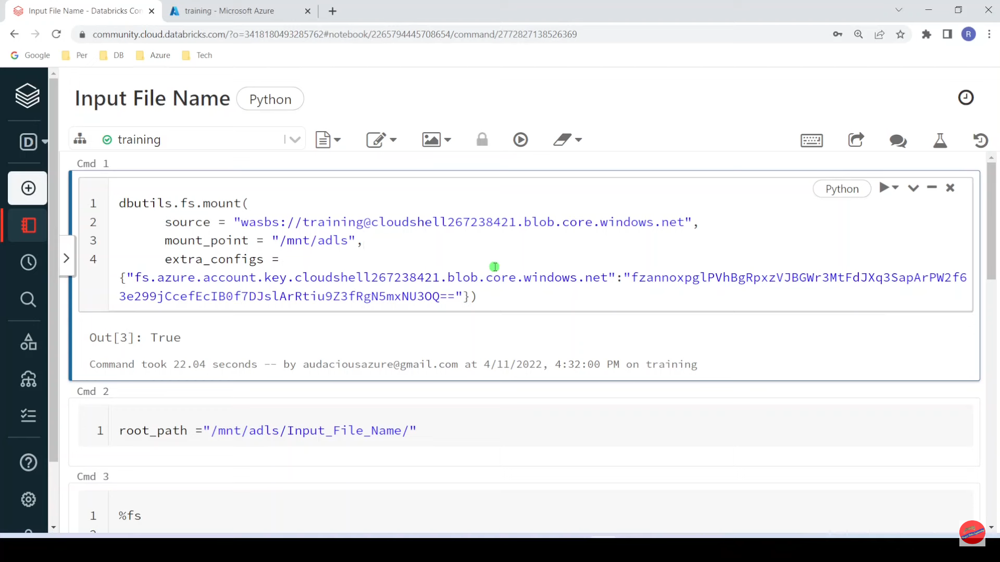 Input File Name - Databricks Con
training - Microsoft Azure
community.cloud.databricks.com/?o=3418180493285762#notebook/2265794445708654/command/2772827138526369
R
Google Per DB Azure Tech
Input File Name Python
D
training
Cmd 1
Python
1 dbutils.fs.mount(
2 source = "wasbs://training@cloudshell267238421.blob.core.windows.net",
3 mount_point = "/mnt/adls",
4 extra_configs =
{"fs.azure.account.key.cloudshell267238421.blob.core.windows.net":"fzannoxpglPVhBgRpxzVJBGWr3MtFdJXq3SapArPW2f6
3e299jCcefEcIB0f7DJslArRtiu9Z3fRgN5mxNU3OQ=="})
Out[3]: True
Command took 22.04 seconds -- by audaciousazure@gmail.com at 4/11/2022, 4:32:00 PM on training
Cmd 2
1 root_path ="/mnt/adls/Input_File_Name/"
Cmd 3
1 %fs